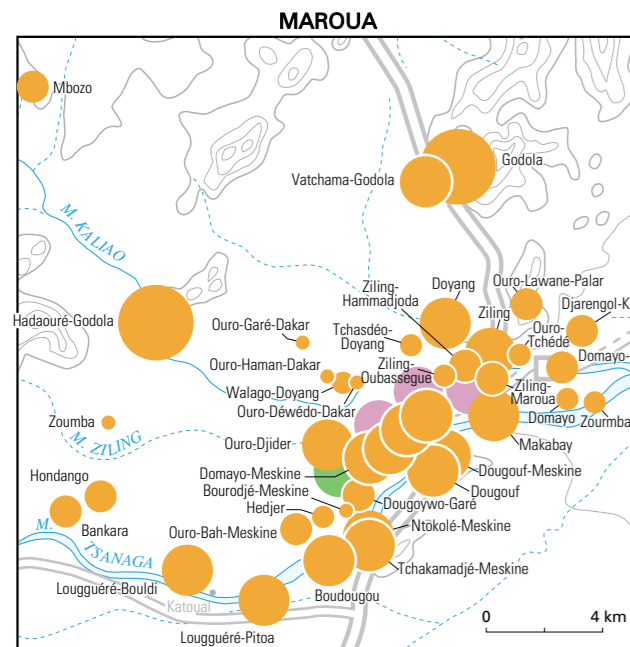 MAROUA
Mbozo
Godola
Vatchama-Godola
M. KALIAO
Ziling-
Hammadjoda
Doyang
Ouro-Lawane-Palar
Ziling
Djarengol-K
Hadaouré-Godola
Ouro-Garé-Dakar
Tchasdéo-
Doyang
Ouro-
Tchédé
Ouro-Haman-Dakar
Ziling-
Oubassegue
Domayo-
Walago-Doyang
Ziling-
Maroua
Ouro-Déwédo-Dakar
Domayo
Zourmba
Zoumba
M. ZILING
Ouro-Djider
Makabay
Hondango
Domayo-Meskine
Dougouf-Meskine
Bourodjé-Meskine
Dougouf
Hedjer
Dougoywo-Garé
Bankara
M. TSANAGA
Ouro-Bah-Meskine
Ntokolé-Meskine
Tchakamadjé-Meskine
Lougguéré-Bouldi
Katoual
Boudougou
Lougguéré-Pitoa
0 4 km